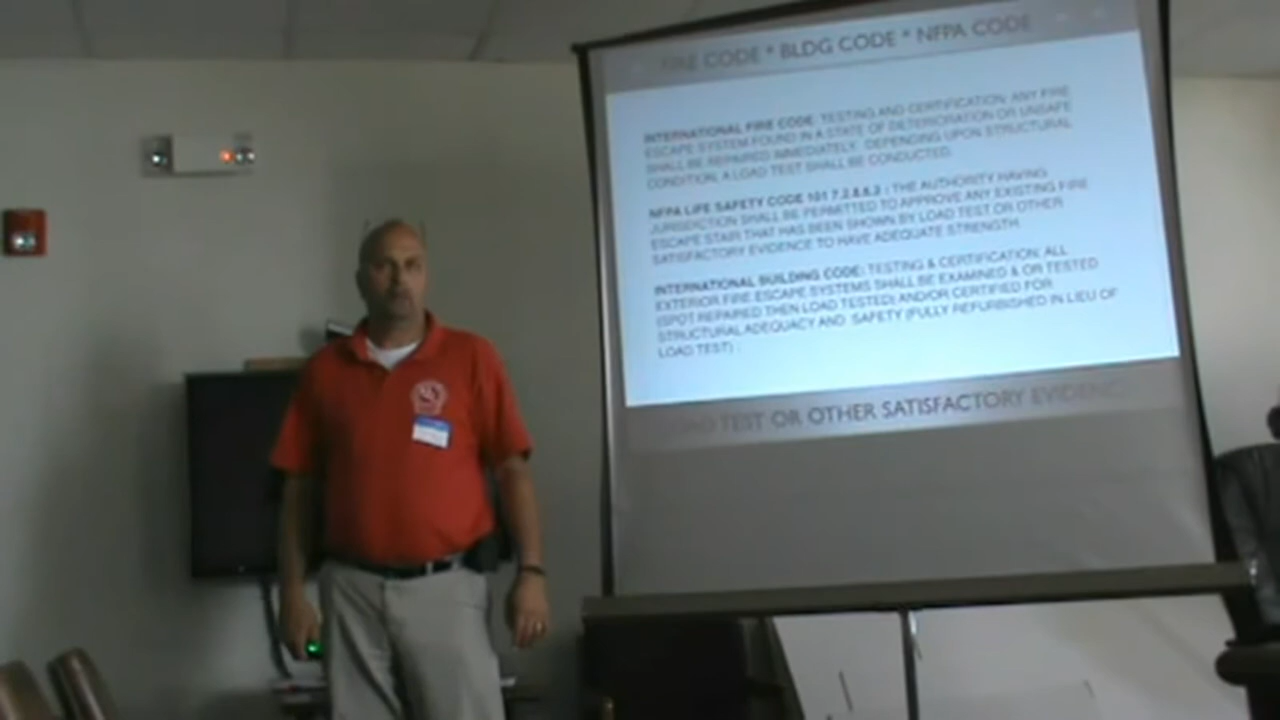 FIRE CODE * BLDG CODE * NFPA CODE
INTERNATIONAL FIRE CODE: TESTING AND CERTIFICATION: ANY FIRE
ESCAPE SYSTEM FOUND IN A STATE OF DETERIORATION OR UNSAFE
SHALL BE REPAIRED IMMEDIATELY. DEPENDING UPON STRUCTURAL
CONDITION, A LOAD TEST SHALL BE CONDUCTED.
NFPA LIFE SAFETY CODE 101 : THE AUTHORITY HAVING
JURISDICTION SHALL BE PERMITTED TO APPROVE ANY EXISTING FIRE
ESCAPE STAIR THAT HAS BEEN SHOWN BY LOAD TEST OR OTHER
SATISFACTORY EVIDENCE TO HAVE ADEQUATE STRENGTH.
INTERNATIONAL BUILDING CODE: TESTING & CERTIFICATION: ALL
EXTERIOR FIRE ESCAPE SYSTEMS SHALL BE EXAMINED & OR TESTED
(SPOT REPAIRED THEN LOAD TESTED) AND/OR CERTIFIED FOR
STRUCTURAL ADEQUACY AND SAFETY (FULLY REFURBISHED IN LIEU OF
LOAD TEST) :
LOAD TEST OR OTHER SATISFACTORY EVIDENCE